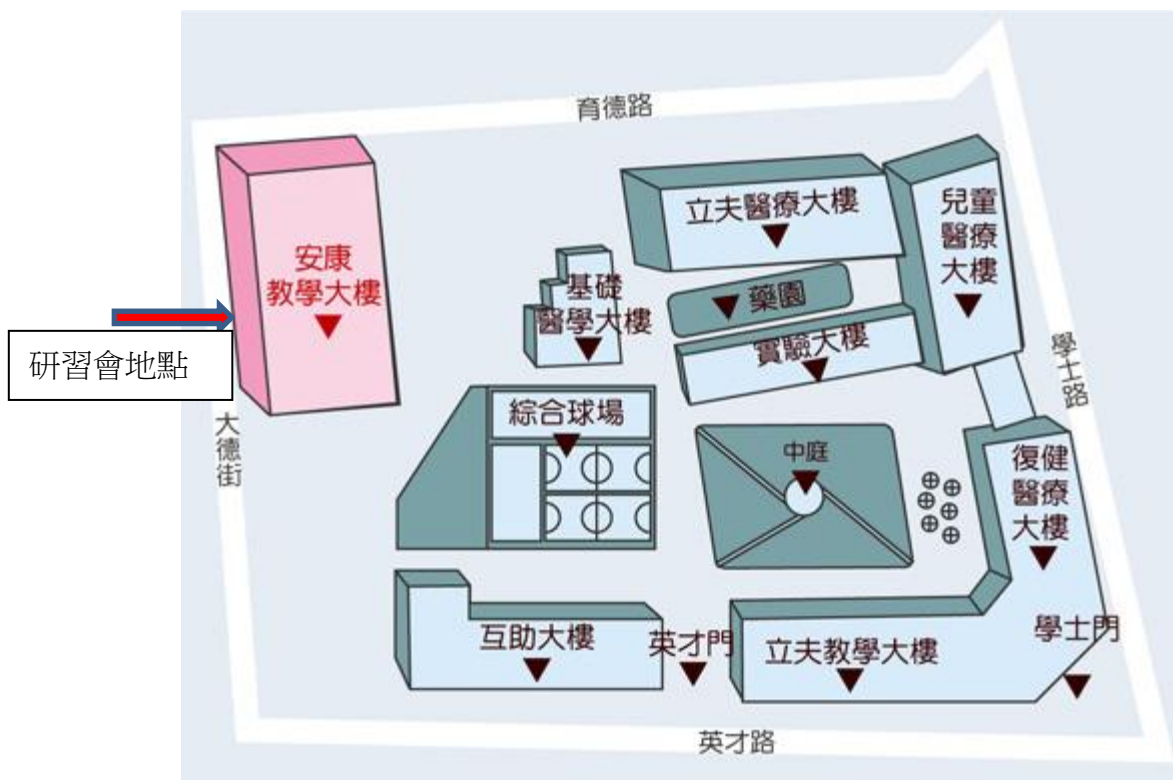 育德路
立夫醫療大樓
兒童
醫療
大樓
安康
教學大樓
基礎
醫學大樓
藥園
實驗大樓
研習會地點
學士路
綜合球場
大德街
中庭
復健
醫療
大樓
互助大樓
英才門
立夫教學大樓
學士門
英才路